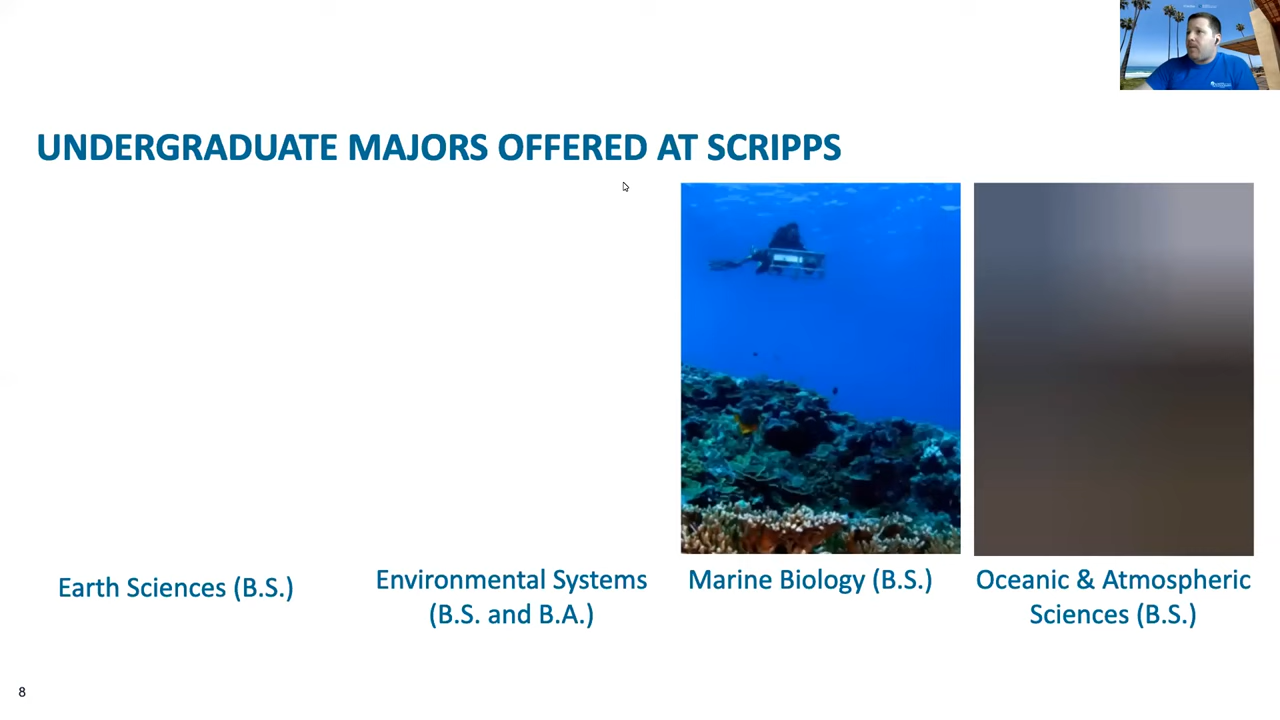 UNDERGRADUATE MAJORS OFFERED AT SCRIPPS
Earth Sciences (B.S.)
Environmental Systems
(B.S. and B.A.)
Marine Biology (B.S.)
Oceanic & Atmospheric
Sciences (B.S.)
8